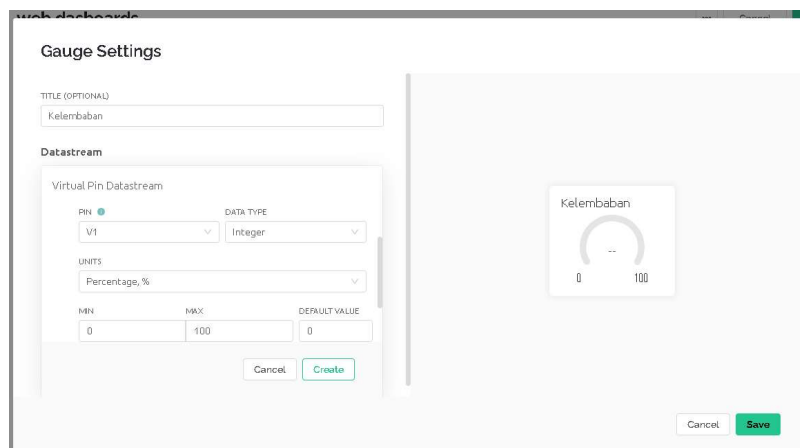 web dashboards
Cancel
Gauge Settings
TITLE (OPTIONAL)
Kelembaban
Datastream
Virtual Pin Datastream
PIN DATA TYPE
V1 Integer
UNITS
Percentage, %
MIN MAX DEFAULT VALUE
0 100 0
Cancel Create
Kelembaban
--
0 100
Cancel Save